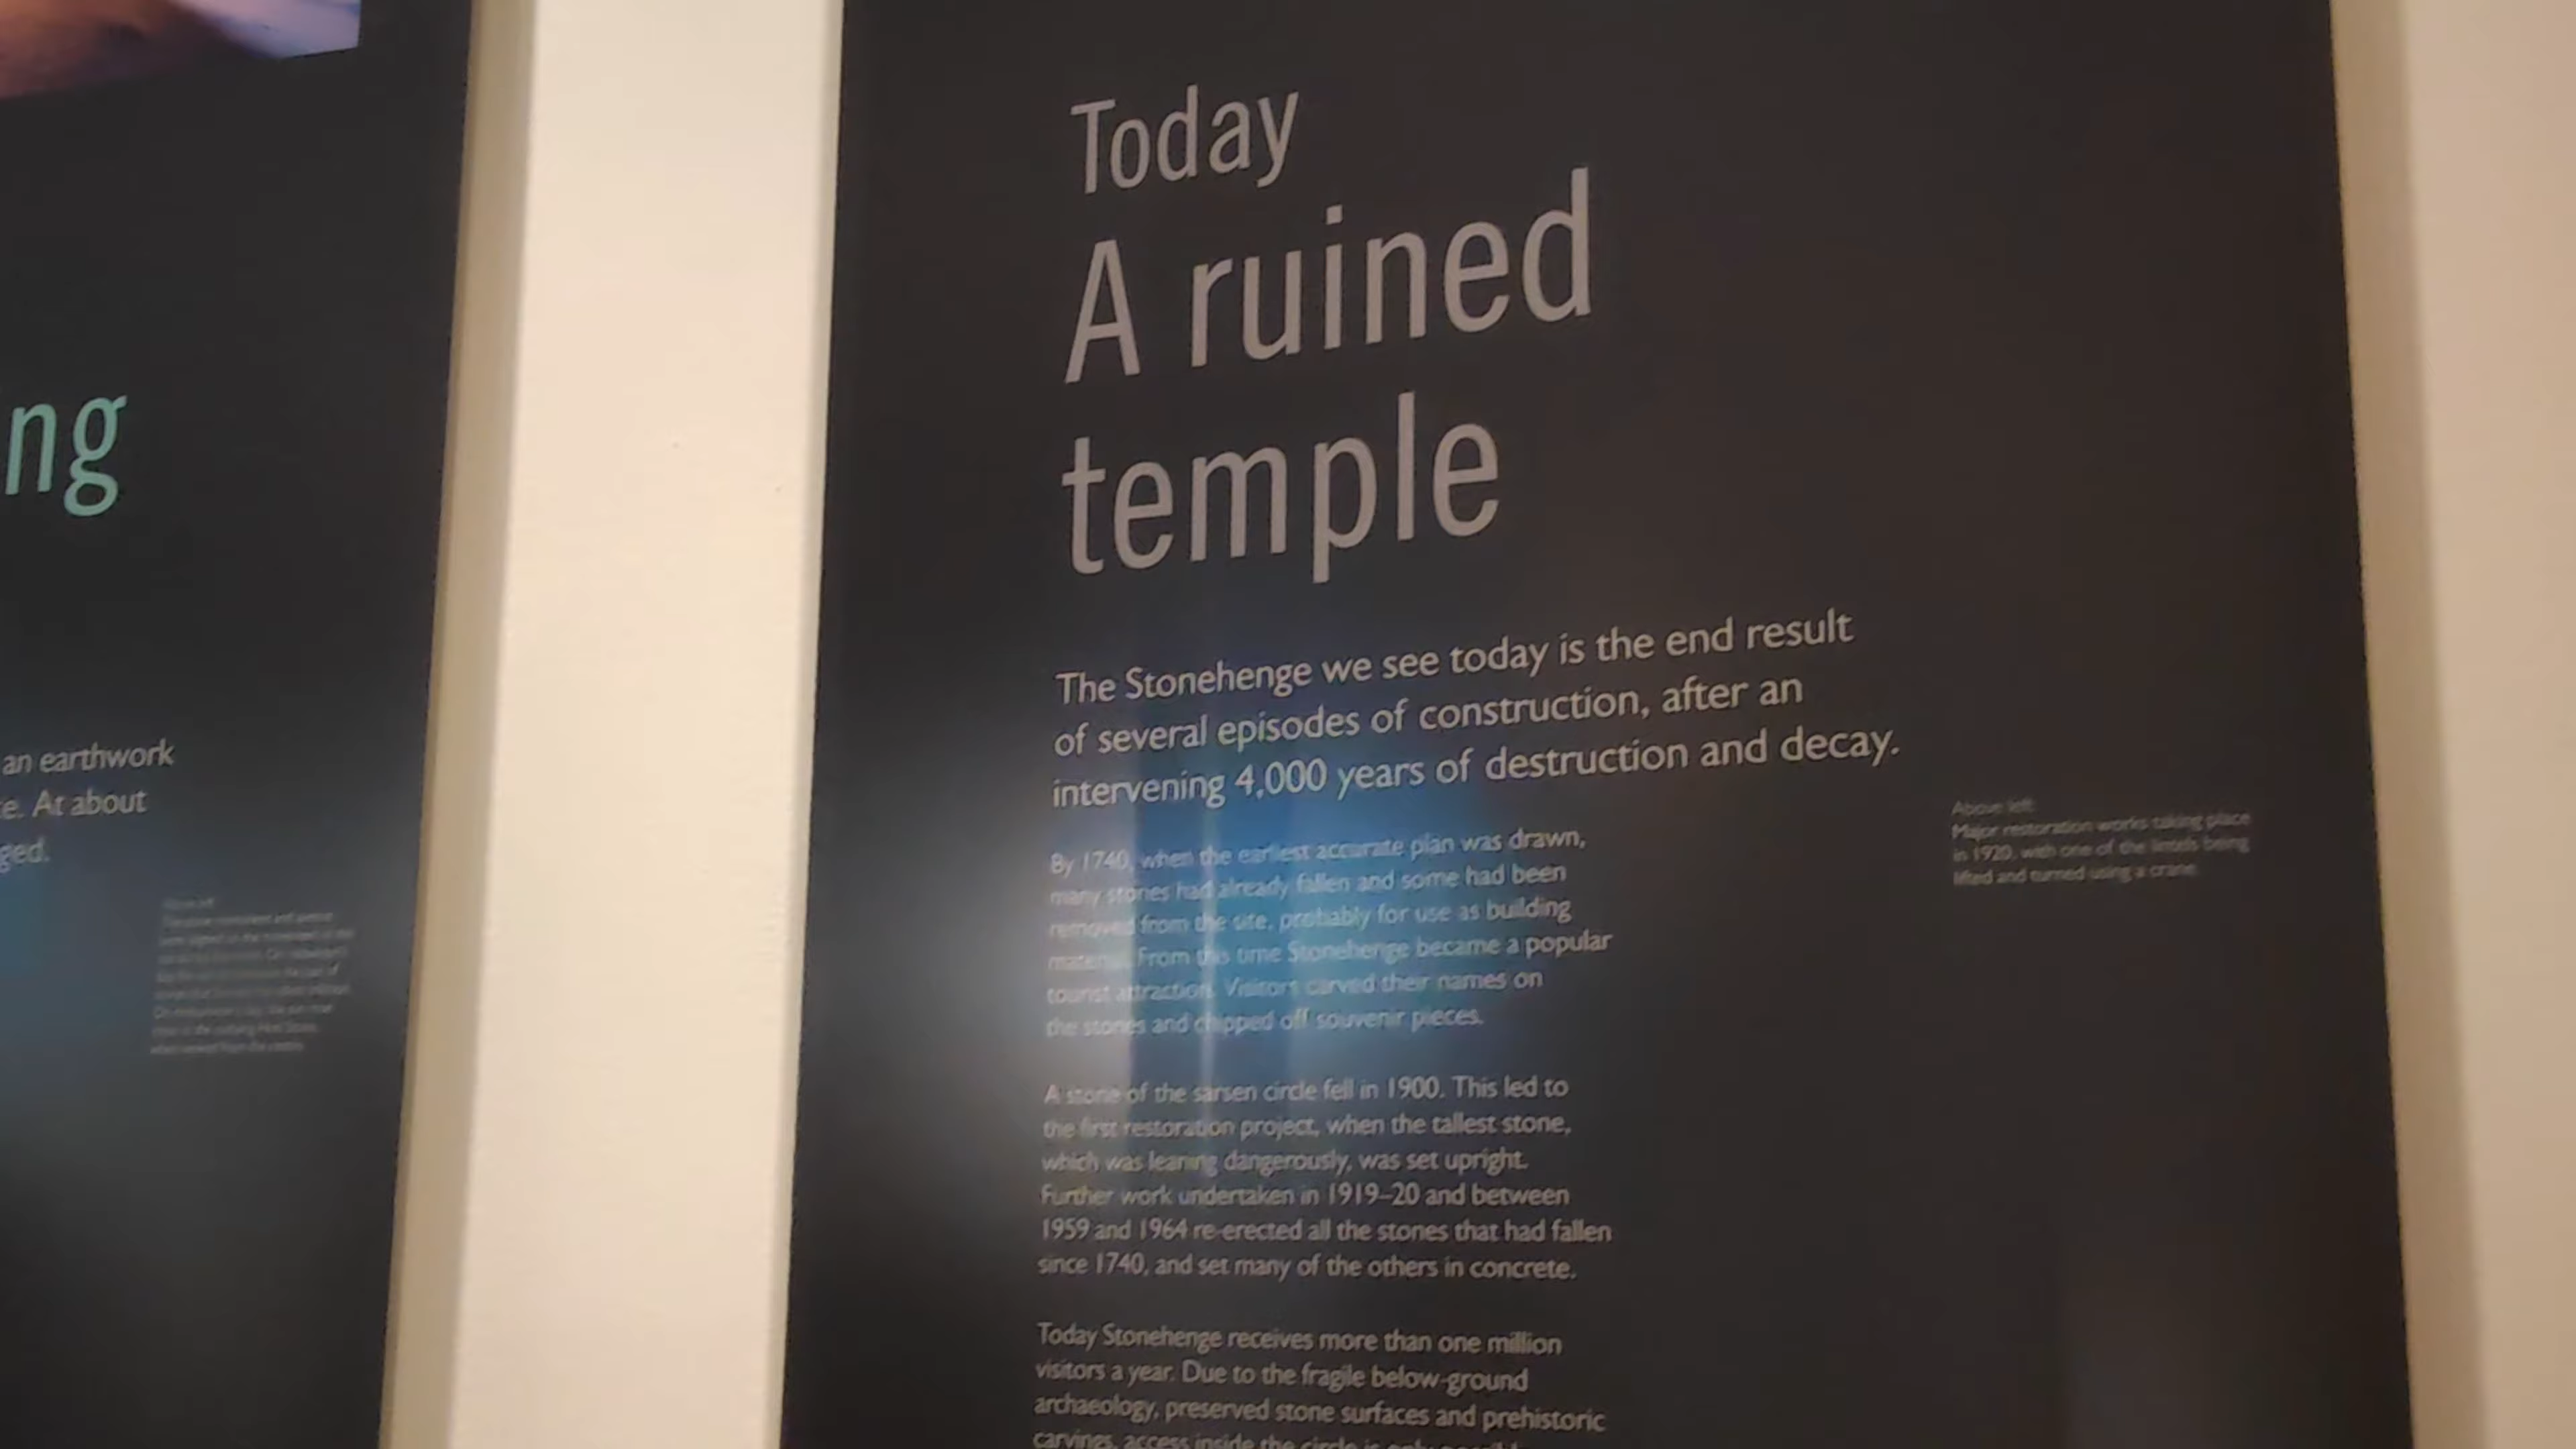 ng
an earthwork
e. At about
ged.
Today
A ruined
temple
The Stonehenge we see today is the end result
of several episodes of construction, after an
intervening 4,000 years of destruction and decay.
By 1740, when the earliest accurate plan was drawn,
many stones had already fallen and some had been
removed from the site, probably for use as building
material. From this time Stonehenge became a popular
tourist attraction. Visitors carved their names on
the stones and chipped off souvenir pieces.
A stone of the sarsen circle fell in 1900. This led to
the first restoration project, when the tallest stone,
which was leaning dangerously, was set upright.
Further work undertaken in 1919–20 and between
1959 and 1964 re-erected all the stones that had fallen
since 1740, and set many of the others in concrete.
Today Stonehenge receives more than one million
visitors a year. Due to the fragile below-ground
archaeology, preserved stone surfaces and prehistoric
carvings, access inside the circle is only
Above left:
Major restoration works taking place
in 1920, with one of the lintels being
lifted and turned using a crane.